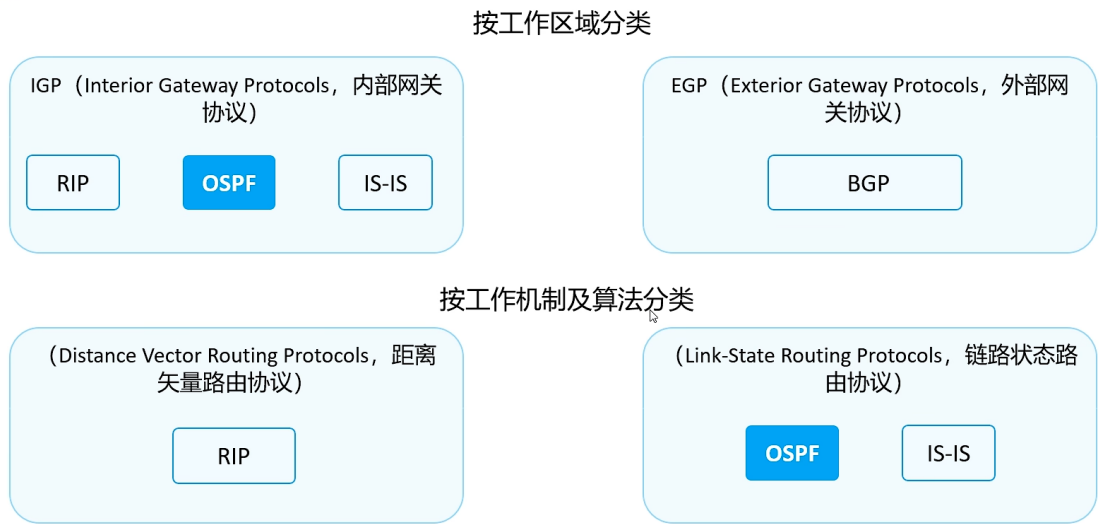 按工作区域分类
IGP（Interior Gateway Protocols，内部网关
协议）
RIP
OSPF
IS-IS
EGP（Exterior Gateway Protocols，外部网
关协议）
BGP
按工作机制及算法分类
（Distance Vector Routing Protocols，距离
矢量路由协议）
RIP
（Link-State Routing Protocols，链路状态路
由协议）
OSPF
IS-IS